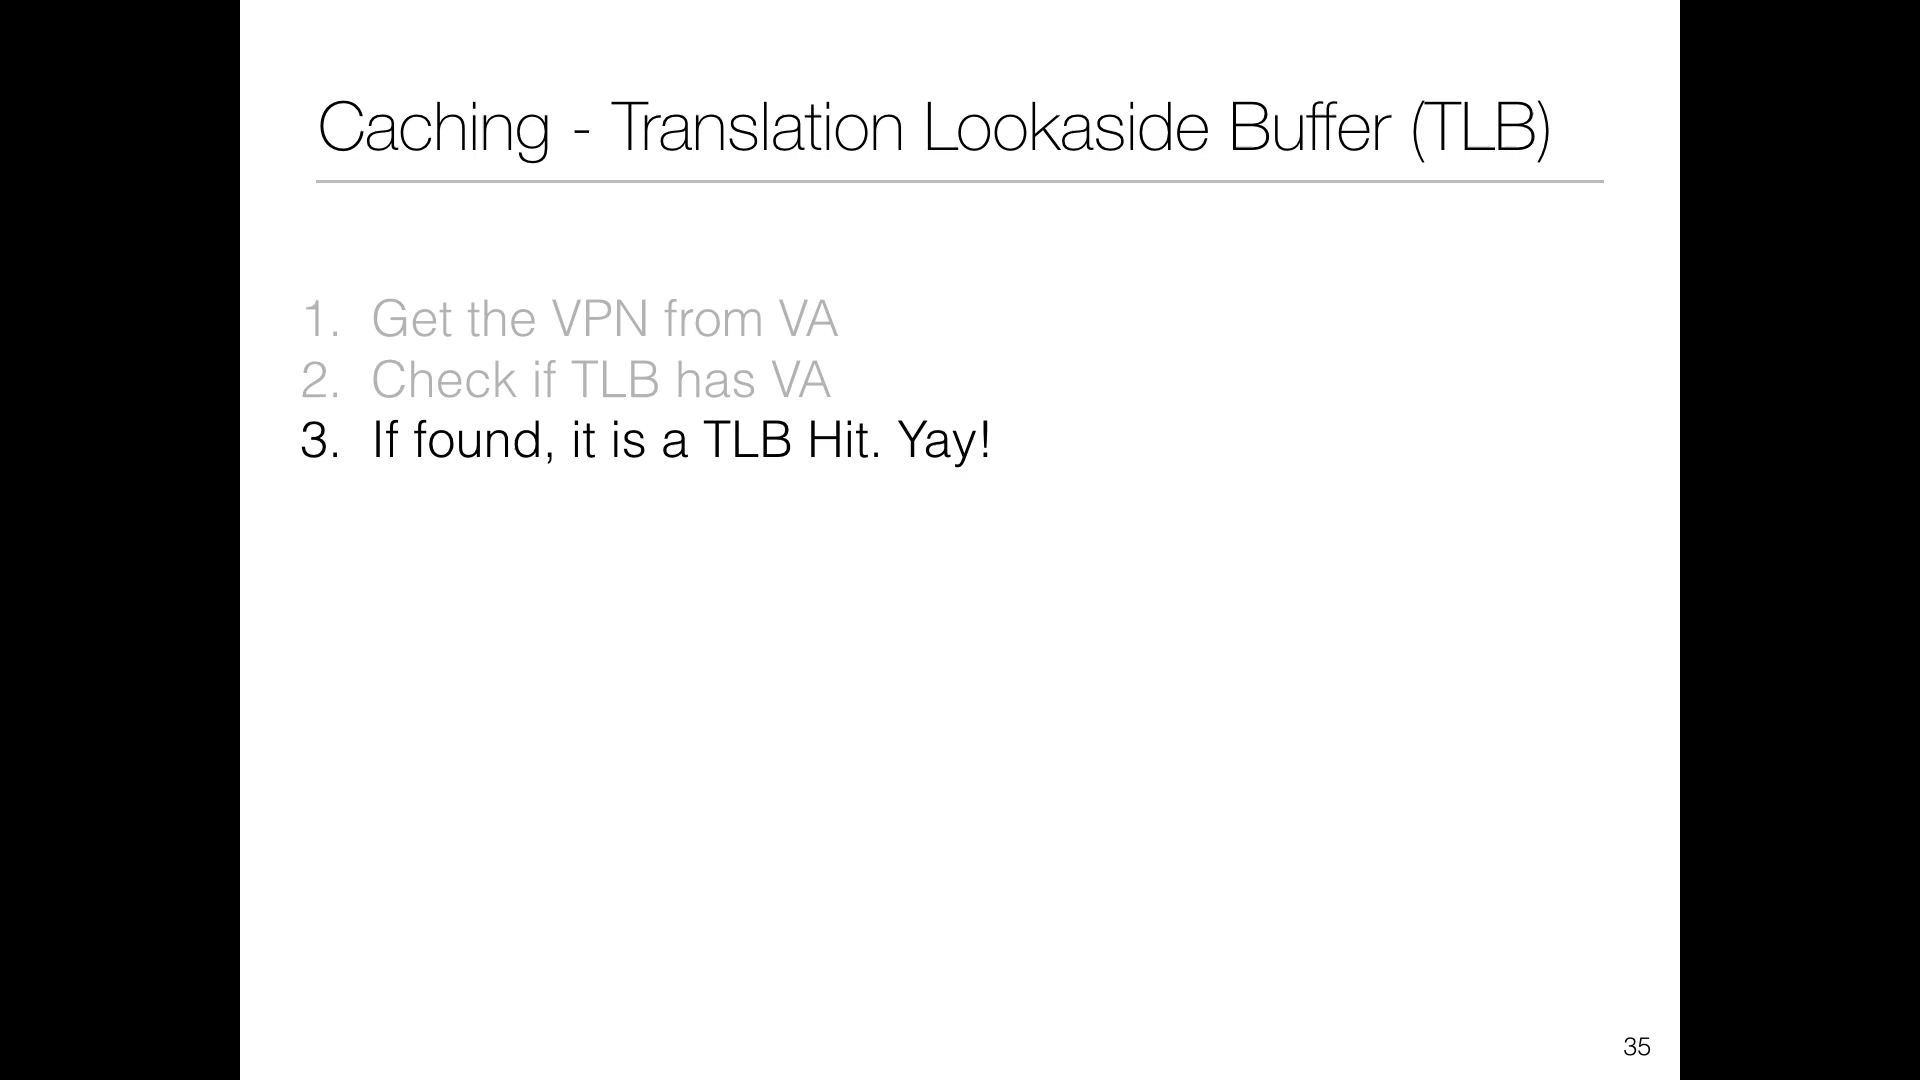 Caching - Translation Lookaside Buffer (TLB)
1. Get the VPN from VA
2. Check if TLB has VA
3. If found, it is a TLB Hit. Yay!
35